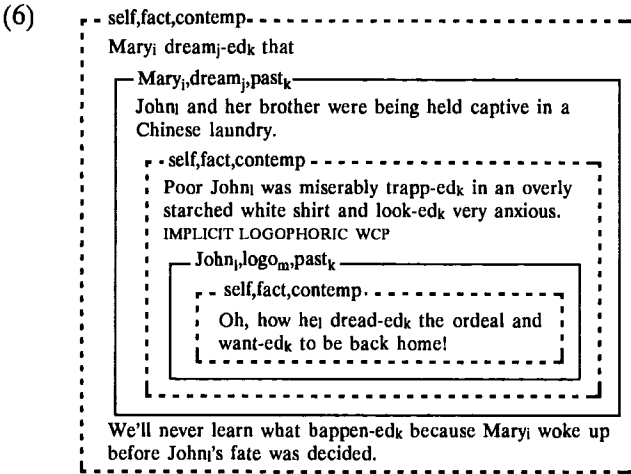 (6)
self,fact,contemp
Maryᵢ dreamⱼ-edₖ that
Maryᵢ,dreamⱼ,pastₖ
Johnₗ and her brother were being held captive in a
Chinese laundry.
self,fact,contemp
Poor Johnₗ was miserably trapp-edₖ in an overly
starched white shirt and look-edₖ very anxious.
IMPLICIT LOGOPHORIC WCP
Johnₗ,logoₘ,pastₖ
self,fact,contemp
Oh, how heₗ dread-edₖ the ordeal and
want-edₖ to be back home!
We'll never learn what happen-edₖ because Maryᵢ woke up
before Johnₗ's fate was decided.